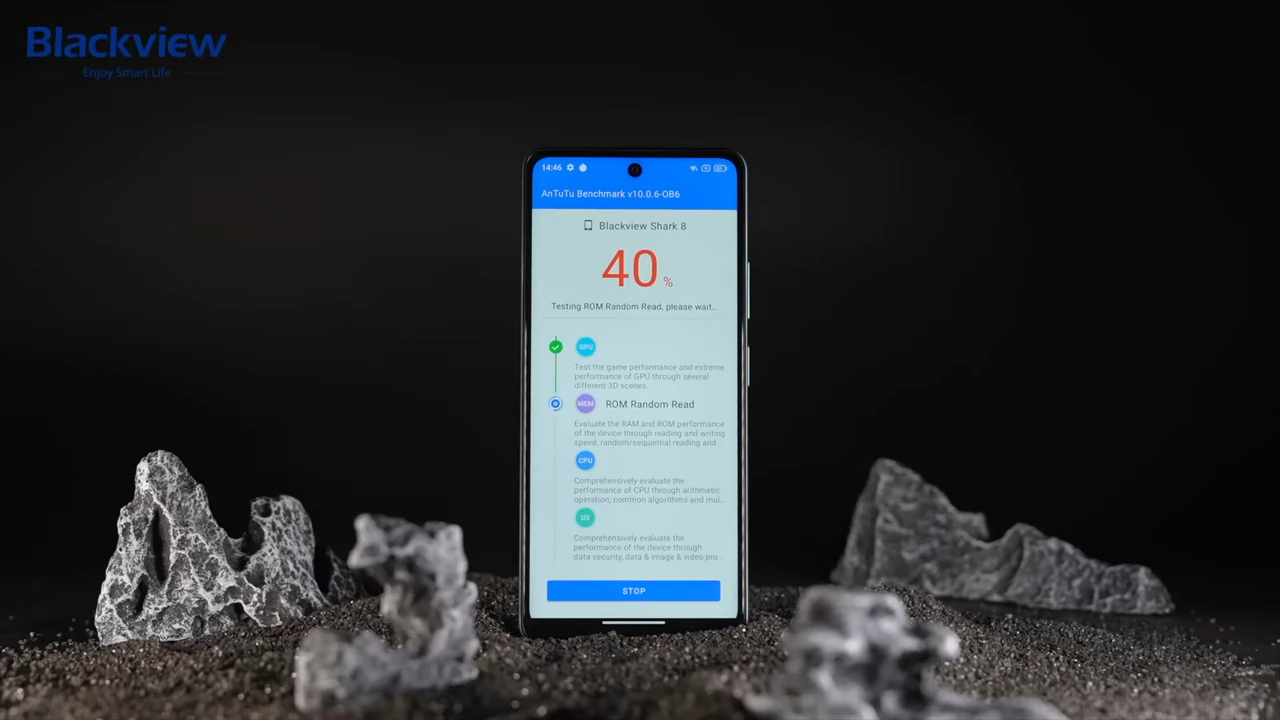 Blackview
Enjoy Smart Life
14:46
AnTuTu Benchmark v10.0.6-OB6
Blackview Shark 8
40%
Testing ROM Random Read, please wait...
GPU
Test the game performance and extreme
performance of GPU through several
different 3D scenes.
MEM ROM Random Read
Evaluate the RAM and ROM performance
of the device through reading and writing
speed, random/sequential reading and ...
CPU
Comprehensively evaluate the
performance of CPU through arithmetic
operation, common algorithms and mul...
UX
Comprehensively evaluate the
performance of the device through
data security, data & image & video pro...
STOP